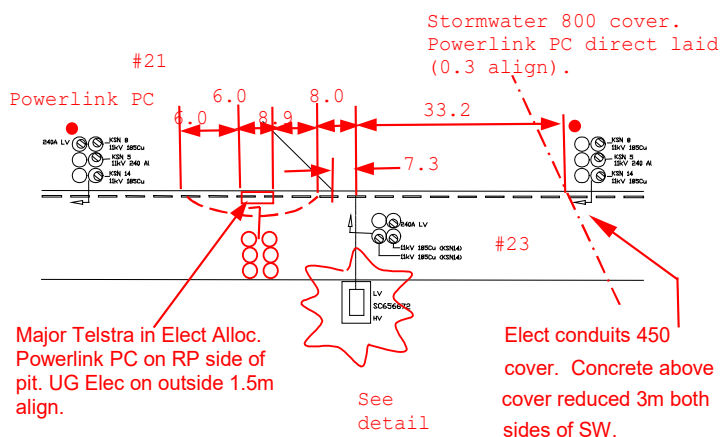 Stormwater 800 cover.
Powerlink PC direct laid
(0.3 align).
#21
Powerlink PC
6.0
6.0
8.9
8.0
33.2
7.3
240A LV
KSN 8
11kV 185Cu
KSN 5
11kV 240 Al
KSN 14
11kV 185Cu
KSN 8
11kV 185Cu
KSN 5
11kV 240 Al
KSN 14
11kV 185Cu
240A LV
11kV 185Cu (KSN14)
11kV 185Cu (KSN14)
#23
LV
SC656872
HV
Major Telstra in Elect Alloc.
Powerlink PC on RP side of
pit. UG Elec on outside 1.5m
align.
See
detail
Elect conduits 450
cover. Concrete above
cover reduced 3m both
sides of SW.